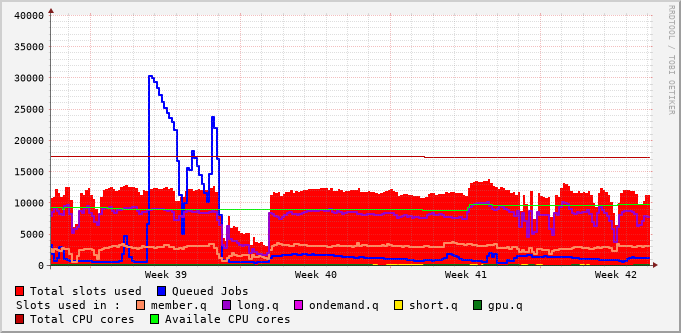 40000
35000
30000
25000
20000
15000
10000
5000
0
Week 39 Week 40 Week 41 Week 42
RRDTOOL / TOBI OETIKER
Total slots used Queued Jobs
Slots used in : member.q long.q ondemand.q short.q gpu.q
Total CPU cores Availale CPU cores